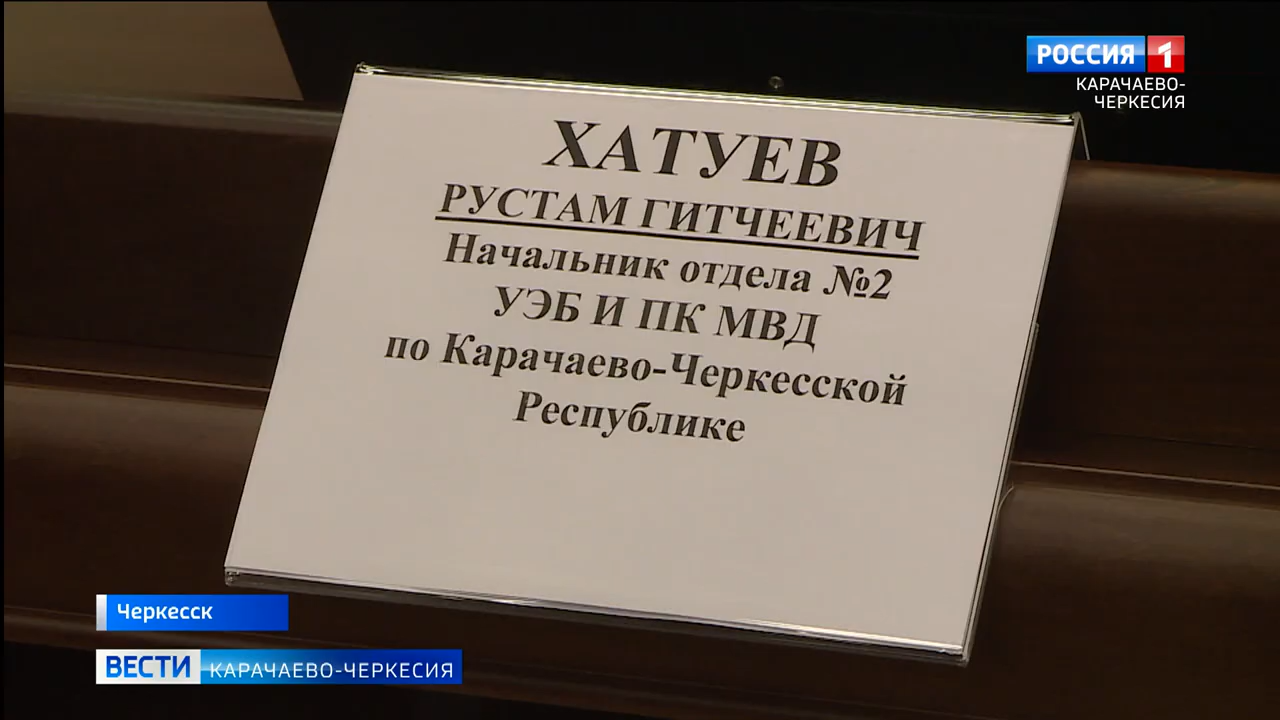 РОССИЯ 1
КАРАЧАЕВО-
ЧЕРКЕСИЯ
ХАТУЕВ
РУСТАМ ГИТЧЕЕВИЧ
Начальник отдела №2
УЭБ И ПК МВД
по Карачаево-Черкесской
Республике
Черкесск
ВЕСТИ КАРАЧАЕВО-ЧЕРКЕСИЯ